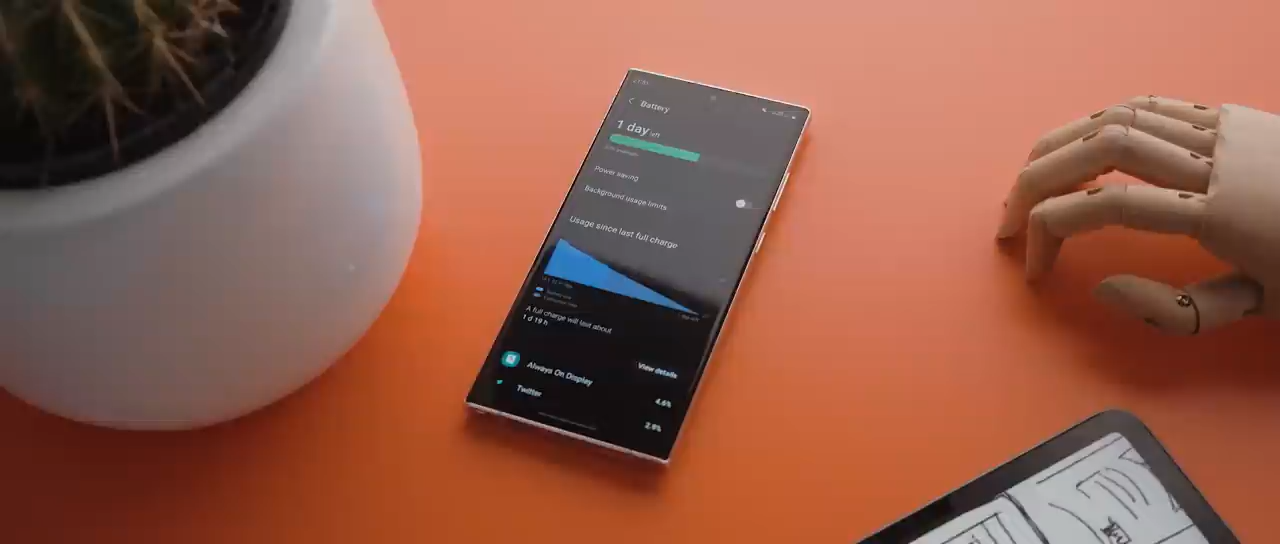 Battery
1 day left
Power saving
Background usage limits
Usage since last full charge
A full charge will last about
1 d 19 h
View details
Always On Display
4.6%
Twitter
2.9%